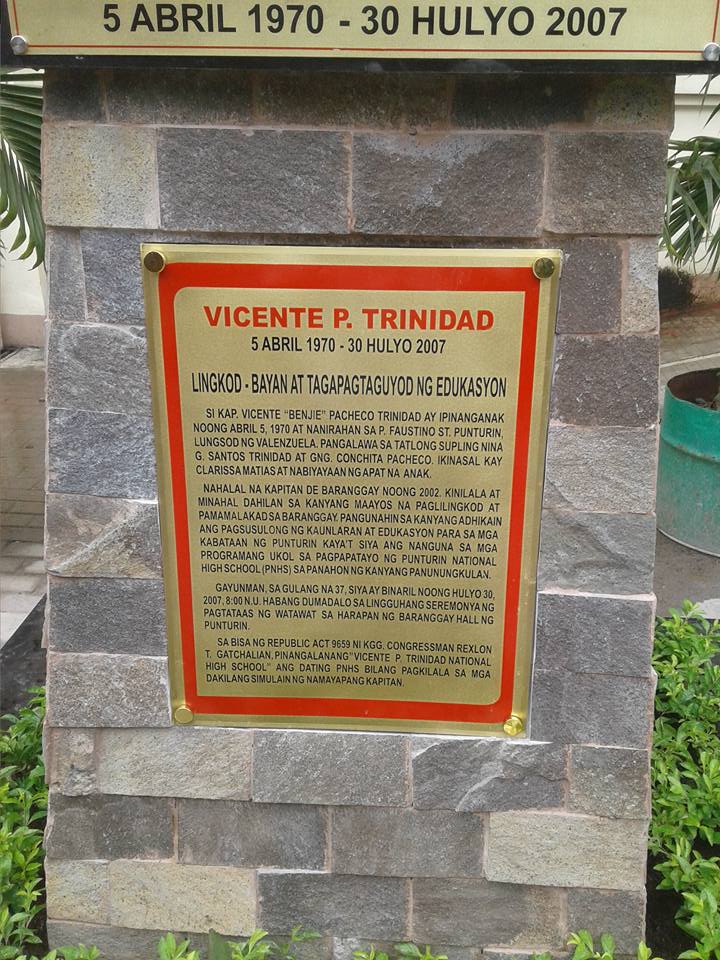 5 ABRIL 1970 - 30 HULYO 2007
VICENTE P. TRINIDAD
5 ABRIL 1970 - 30 HULYO 2007
LINGKOD - BAYAN AT TAGAPAGTAGUYOD NG EDUKASYON
SI KAP. VICENTE "BENJIE" PACHECO TRINIDAD AY IPINANGANAK
NOONG ABRIL 5, 1970 AT NANIRAHAN SA P. FAUSTINO ST. PUNTURIN,
LUNGSOD NG VALENZUELA. PANGALAWA SA TATLONG SUPLING NINA
G. SANTOS TRINIDAD AT GNG. CONCHITA PACHECO. IKINASAL KAY
CLARISSA MATIAS AT NABIYAYAAN NG APAT NA ANAK.
NAHALAL NA KAPITAN DE BARANGGAY NOONG 2002. KINILALA AT
MINAHAL DAHILAN SA KANYANG MAAYOS NA PAGLILINGKOD AT
PAMAMALAKAD SA BARANGGAY. PANGUNAHIN SA KANYANG ADHIKAIN
ANG PAGSUSULONG NG KAUNLARAN AT EDUKASYON PARA SA MGA
KABATAAN NG PUNTURIN KAYA'T SIYA ANG NANGUNA SA MGA
PROGRAMANG UKOL SA PAGPAPATAYO NG PUNTURIN NATIONAL
HIGH SCHOOL (PNHS) SA PANAHON NG KANYANG PANUNUNGKULAN.
GAYUNMAN, SA GULANG NA 37, SIYA AY BINARIL NOONG HULYO 30,
2007, 8:00 N.U. HABANG DUMADALO SA LINGGUHANG SEREMONYA NG
PAGTATAAS NG WATAWAT SA HARAPAN NG BARANGGAY HALL NG
PUNTURIN.
SA BISA NG REPUBLIC ACT 9659 NI KGG. CONGRESSMAN REXLON
T. GATCHALIAN, PINANGALANANG "VICENTE P. TRINIDAD NATIONAL
HIGH SCHOOL" ANG DATING PNHS BILANG PAGKILALA SA MGA
DAKILANG SIMULAIN NG NAMAYAPANG KAPITAN.